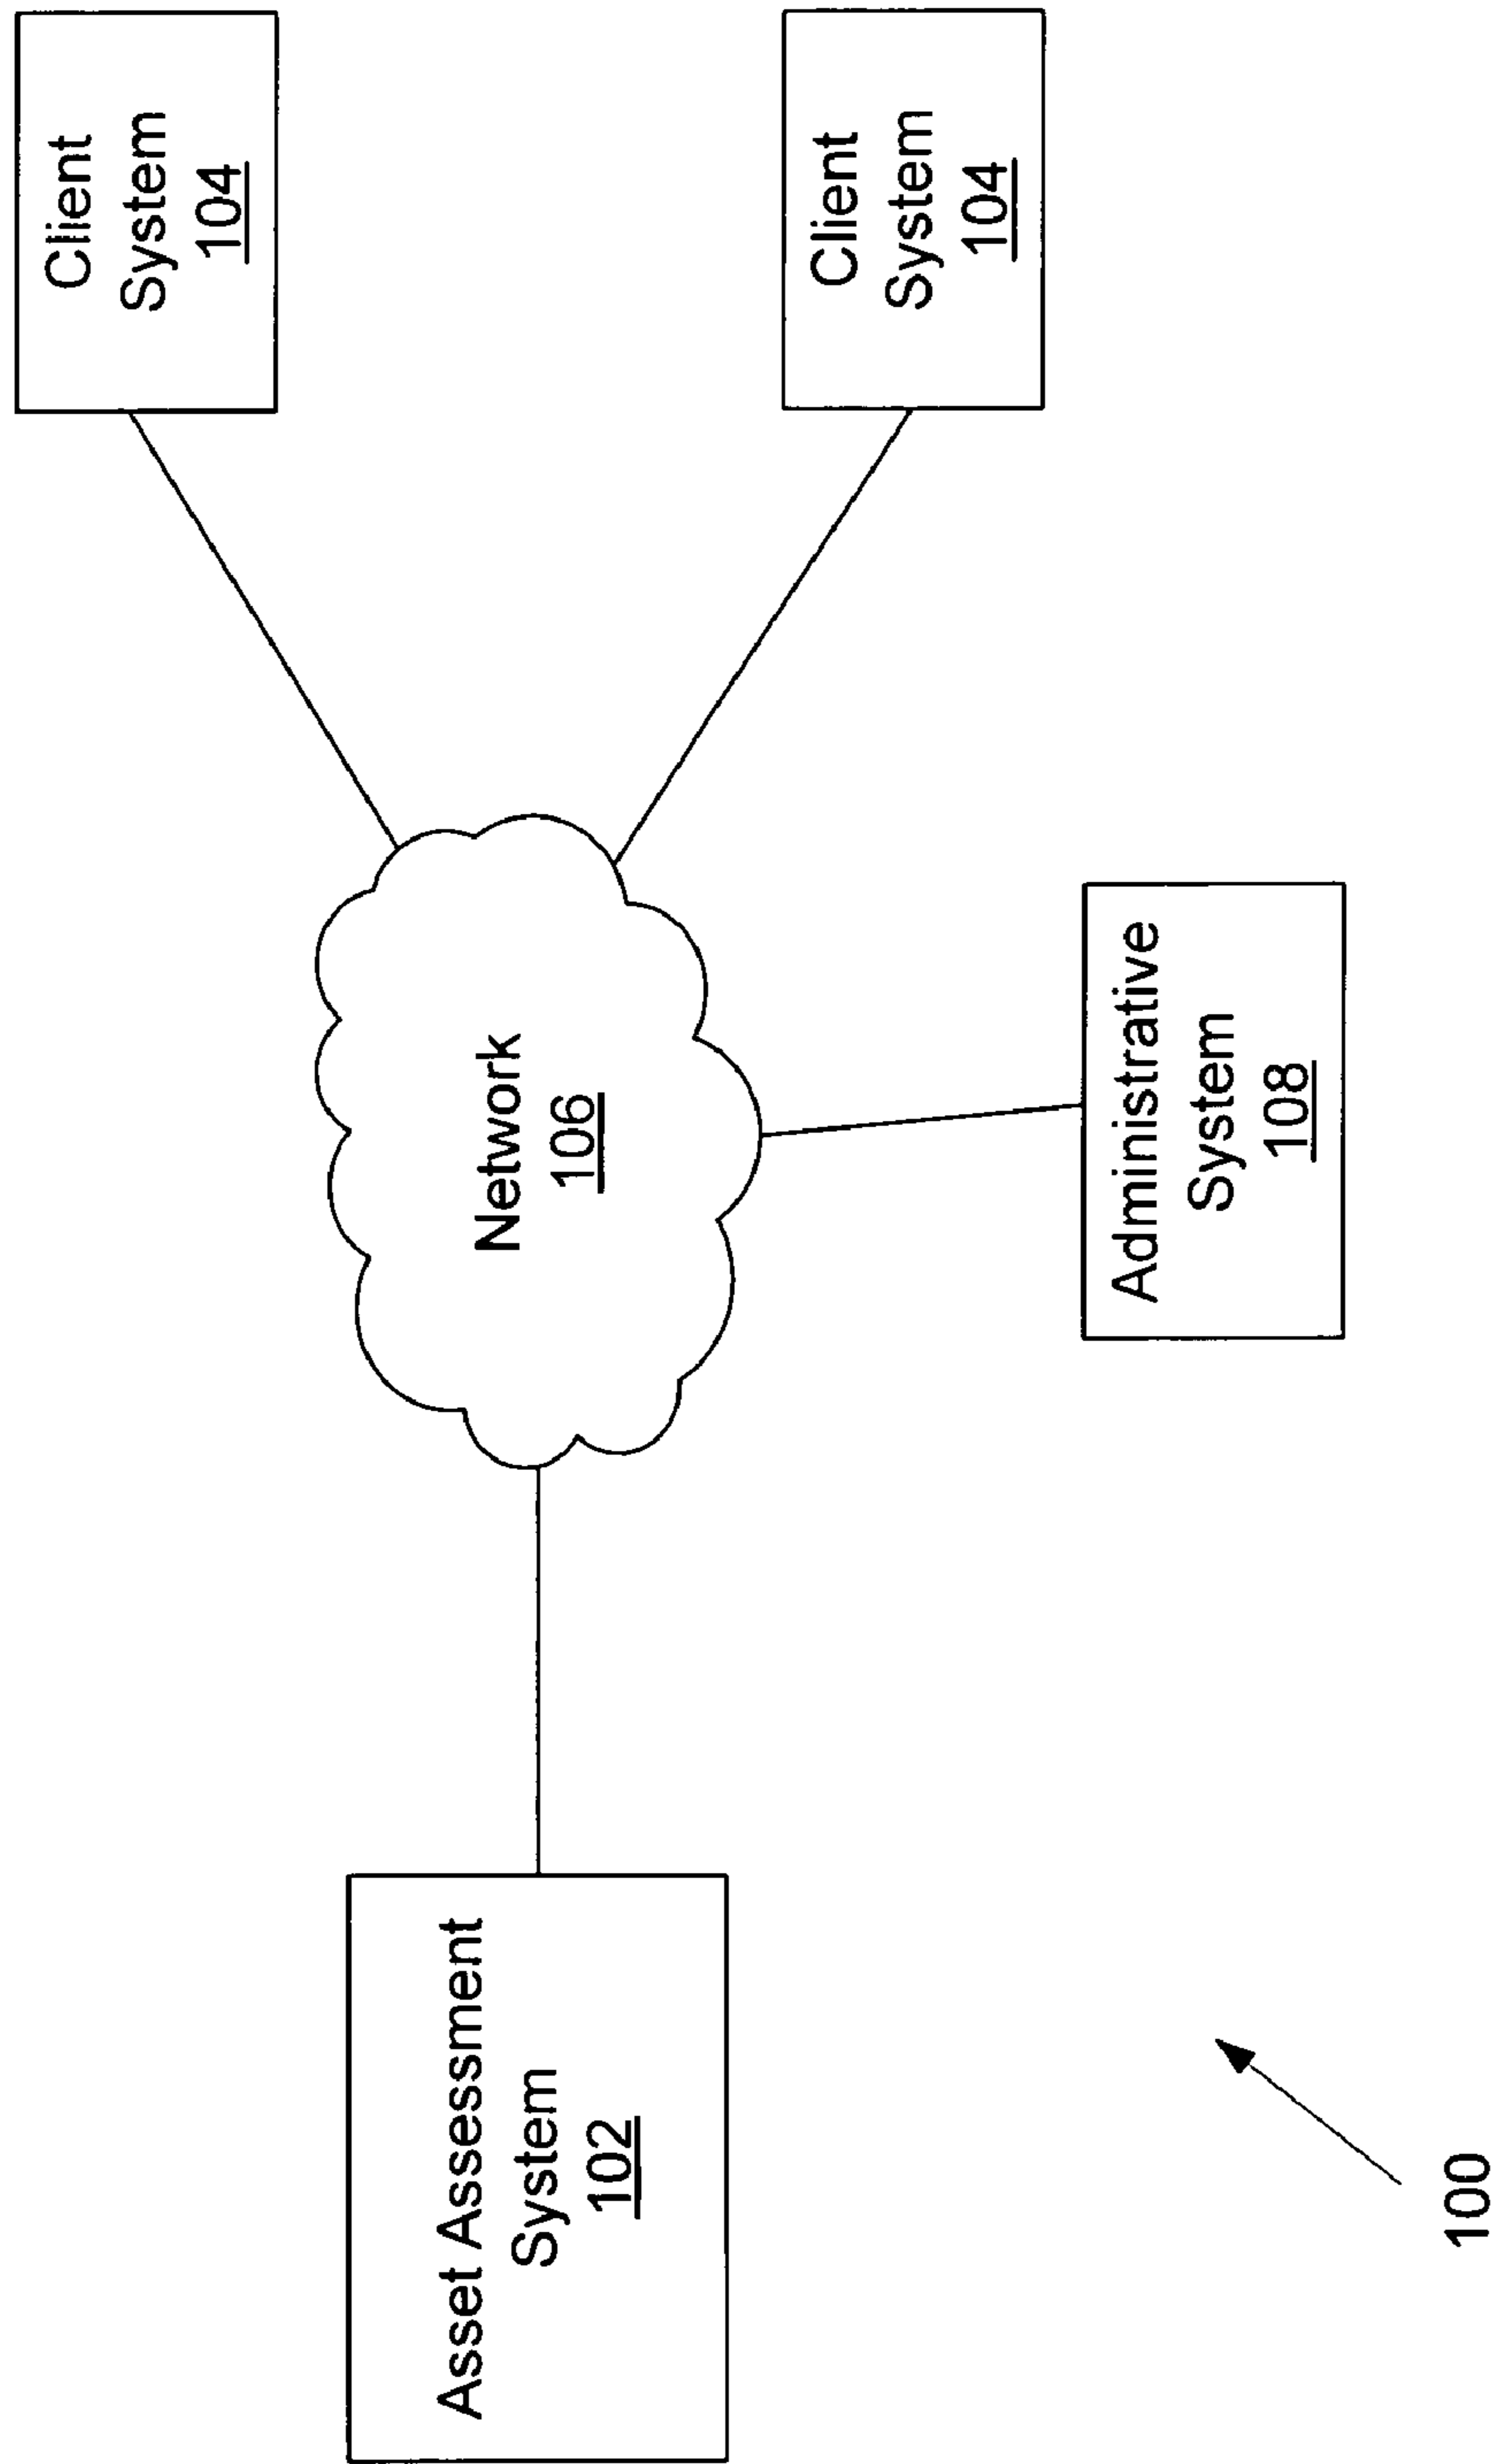 Asset Assessment
System
102
Network
106
Client
System
104
Client
System
104
Administrative
System
108
100